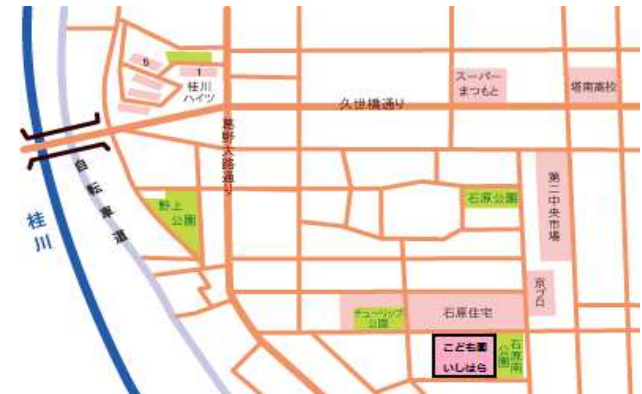 5
1
桂川
ハイツ
スーパー
まつもと
塔南高校
久世橋通り
葛野大路通り
自転車道
桂川
野上
公園
石原公園
第二中央市場
京プロ
チューリップ
公園
石原住宅
こども園
いしはら
石原南
公園